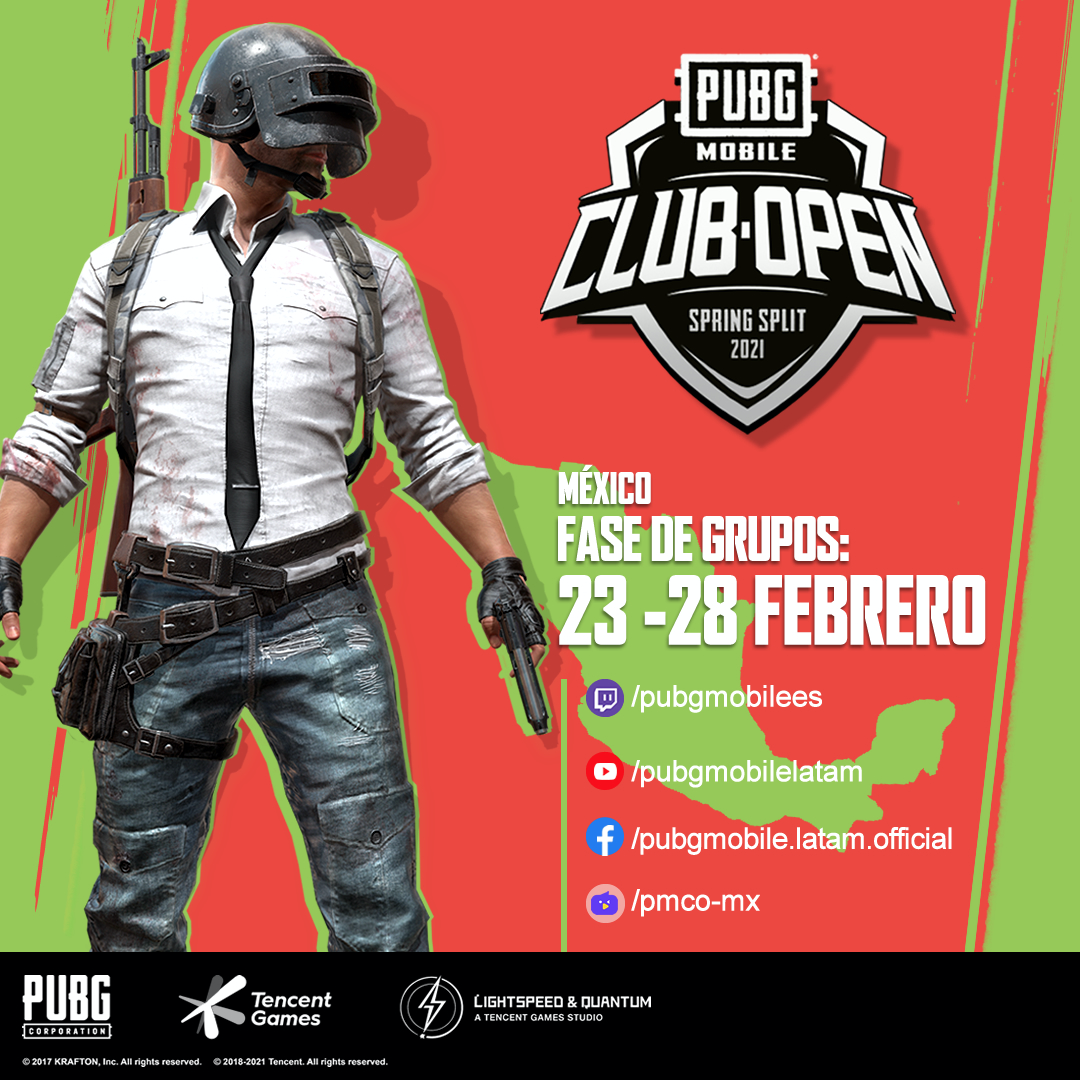 PUBG
MOBILE
CLUB·OPEN
SPRING SPLIT
2021
MÉXICO
FASE DE GRUPOS:
23 -28 FEBRERO
/pubgmobilees
/pubgmobilelatam
/pubgmobile.latam.official
/pmco-mx
PUBG
CORPORATION
Tencent
Games
LIGHTSPEED & QUANTUM
A TENCENT GAMES STUDIO
© 2017 KRAFTON, Inc. All rights reserved. © 2018-2021 Tencent. All rights reserved.